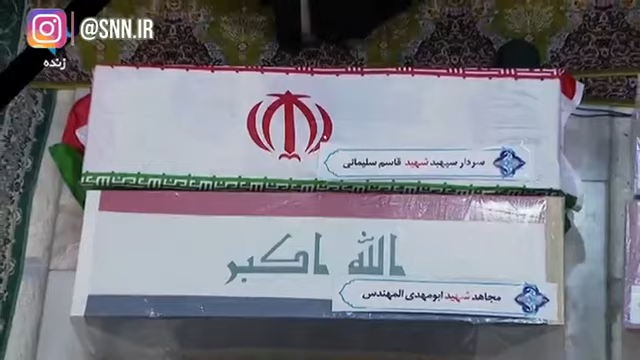 @SNN.IR
زنده
سردار سپهبد شهید قاسم سلیمانی
الله اکبر
مجاهد شهید ابومهدی المهندس